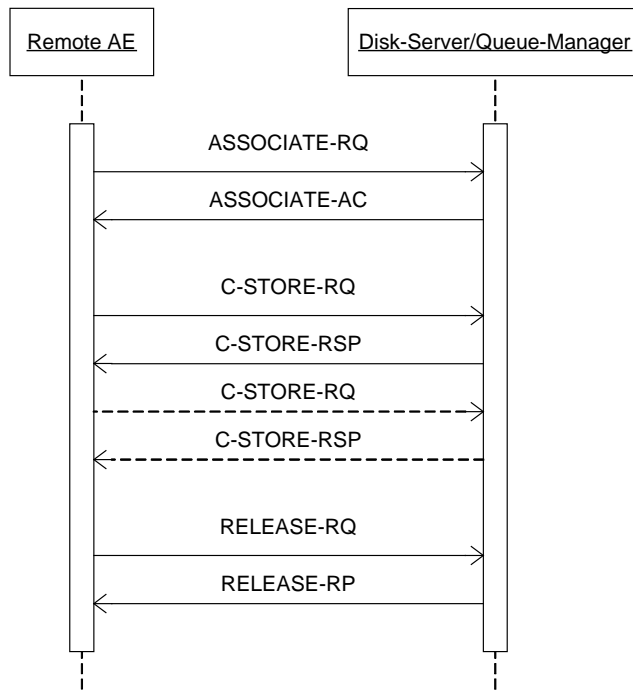 Remote AE
Disk-Server/Queue-Manager
ASSOCIATE-RQ
ASSOCIATE-AC
C-STORE-RQ
C-STORE-RSP
C-STORE-RQ
C-STORE-RSP
RELEASE-RQ
RELEASE-RP